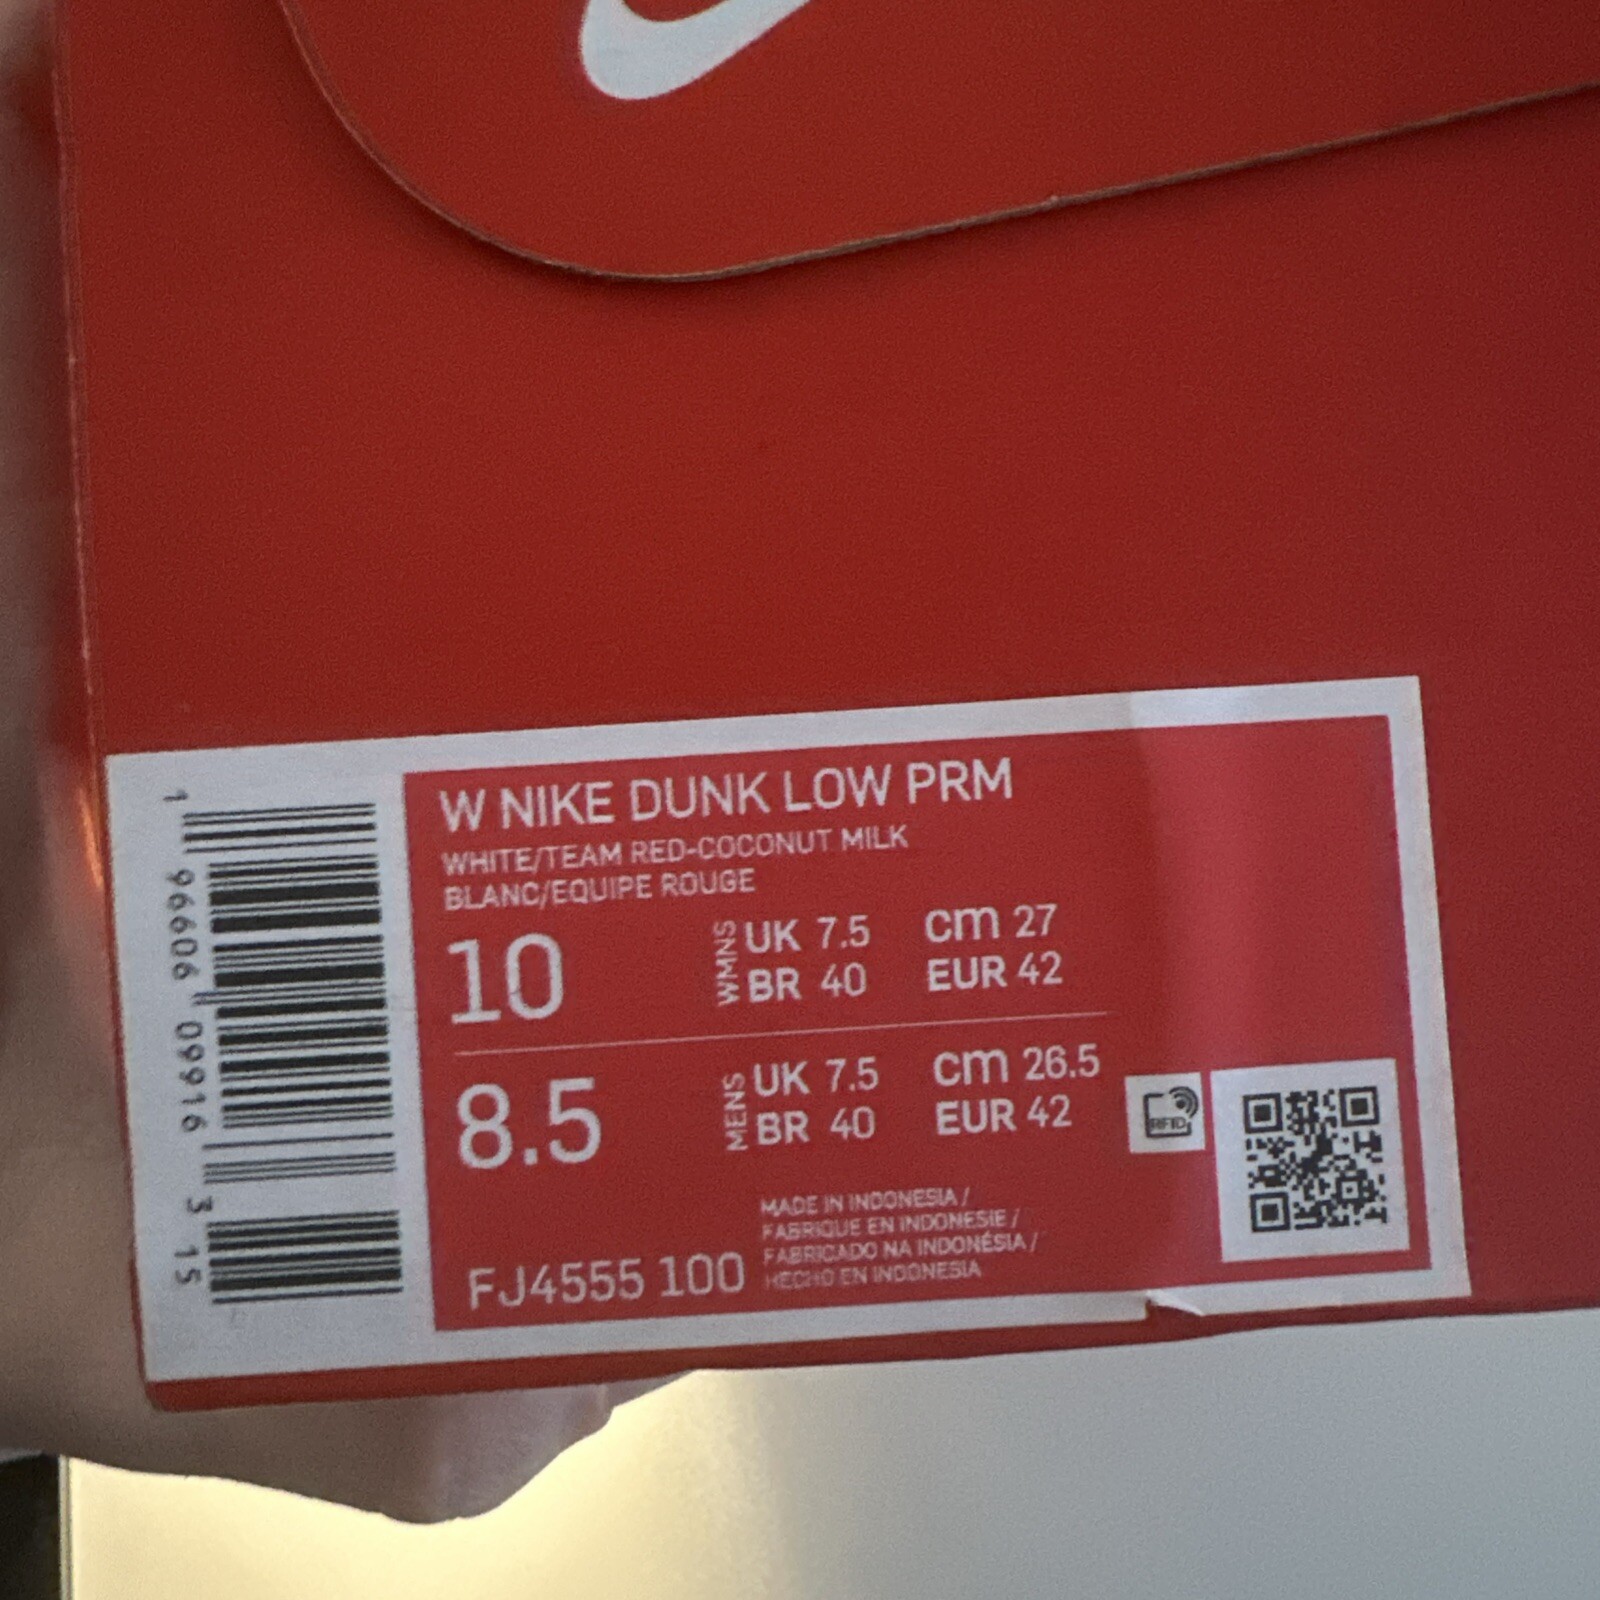 W NIKE DUNK LOW PRM
WHITE/TEAM RED-COCONUT MILK
BLANC/EQUIPE ROUGE
10
WMNS
UK 7.5 cm 27
BR 40 EUR 42
8.5
MENS
UK 7.5 cm 26.5
BR 40 EUR 42
RFID
FJ4555 100
MADE IN INDONESIA /
FABRIQUE EN INDONESIE /
FABRICADO NA INDONÉSIA /
HECHO EN INDONESIA
1 96606 09916 3 15